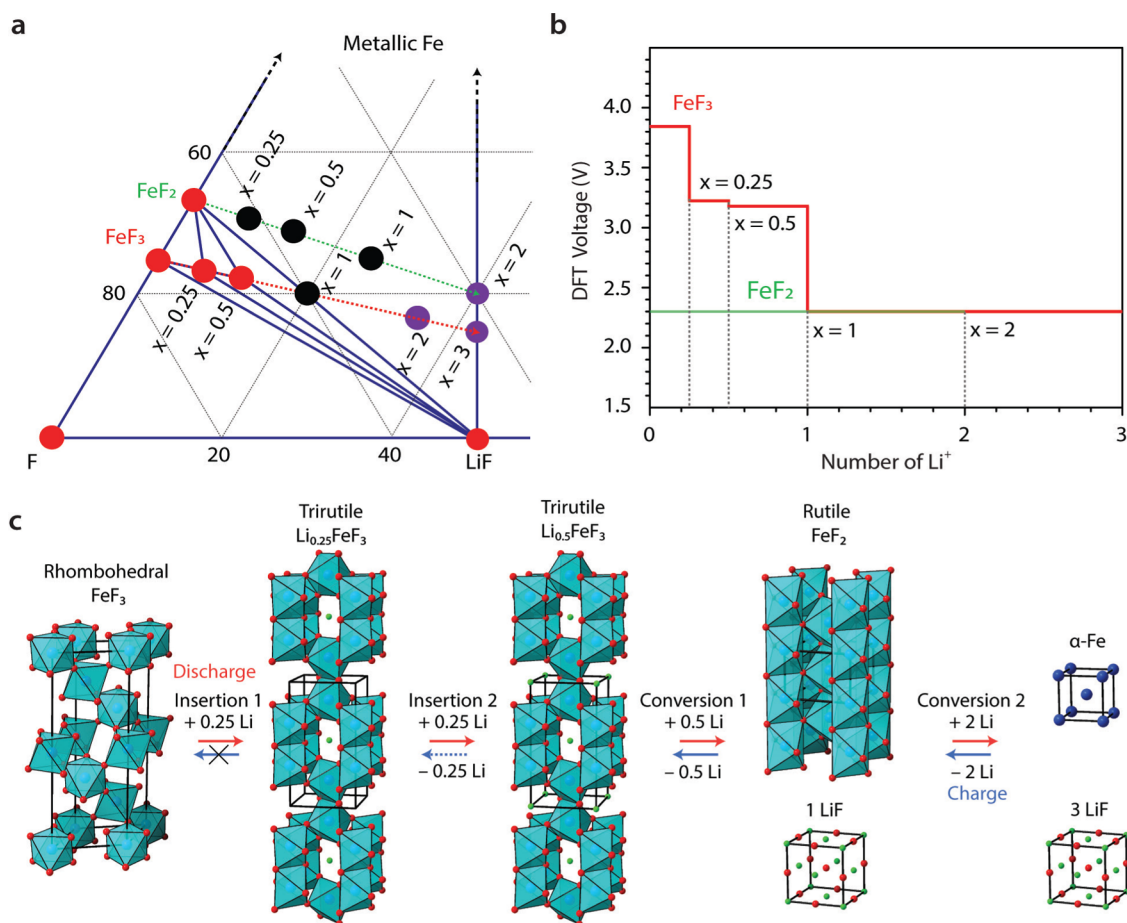 a
Metallic Fe
60
80
FeF₂
FeF₃
x = 0.25
x = 0.5
x = 1
x = 2
x = 1
x = 0.25
x = 0.5
x = 2
x = 3
F
20
40
LiF
b
DFT Voltage (V)
4.0
3.5
3.0
2.5
2.0
1.5
FeF₃
x = 0.25
x = 0.5
FeF₂
x = 1
x = 2
0
1
2
3
Number of Li⁺
c
Rhombohedral
FeF₃
Discharge
Insertion 1
+ 0.25 Li
Trirutile
Li₀.₂₅FeF₃
Insertion 2
+ 0.25 Li
– 0.25 Li
Trirutile
Li₀.₅FeF₃
Conversion 1
+ 0.5 Li
– 0.5 Li
Rutile
FeF₂
1 LiF
Conversion 2
+ 2 Li
– 2 Li
Charge
α-Fe
3 LiF